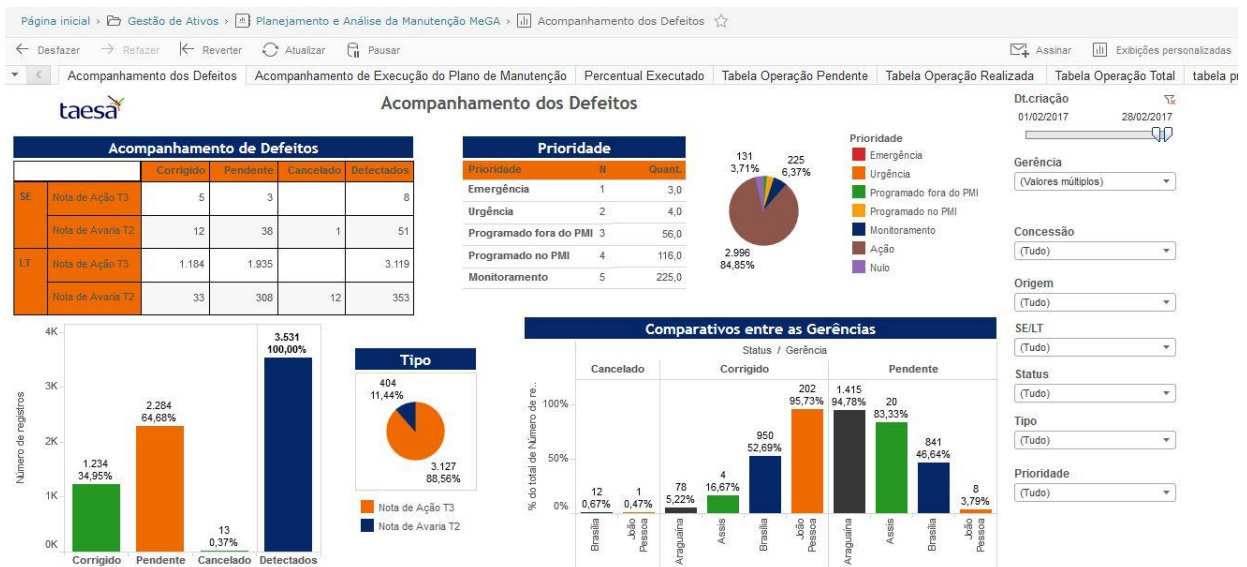 Página inicial › Gestão de Ativos › Planejamento e Análise da Manutenção MeGA › Acompanhamento dos Defeitos
Desfazer Refazer Reverter Atualizar Pausar Assinar Exibições personalizadas
Acompanhamento dos Defeitos Acompanhamento de Execução do Plano de Manutenção Percentual Executado Tabela Operação Pendente Tabela Operação Realizada Tabela Operação Total tabela pr
taesa
Acompanhamento dos Defeitos
Acompanhamento de Defeitos
Corrigido Pendente Cancelado Detectados
SE Nota de Ação T3 5 3 8
Nota de Avaria T2 12 38 1 51
LT Nota de Ação T3 1.184 1.935 3.119
Nota de Avaria T2 33 308 12 353
Prioridade
Prioridade N Quant.
Emergência 1 3,0
Urgência 2 4,0
Programado fora do PMI 3 56,0
Programado no PMI 4 116,0
Monitoramento 5 225,0
131
3,71%
225
6,37%
2.996
84,85%
Prioridade
Emergência
Urgência
Programado fora do PMI
Programado no PMI
Monitoramento
Ação
Nulo
Dt.criação
01/02/2017 28/02/2017
Gerência
(Valores múltiplos)
Concessão
(Tudo)
Origem
(Tudo)
SE/LT
(Tudo)
Status
(Tudo)
Tipo
(Tudo)
Prioridade
(Tudo)
Número de registros
4K
3K
2K
1K
0K
1.234
34,95%
2.284
64,68%
13
0,37%
3.531
100,00%
Corrigido Pendente Cancelado Detectados
Tipo
404
11,44%
3.127
88,56%
Nota de Ação T3
Nota de Avaria T2
Comparativos entre as Gerências
Status / Gerência
Cancelado Corrigido Pendente
% do total de Número de re..
100%
50%
0%
12
0,67%
1
0,47%
78
5,22%
4
16,67%
950
52,69%
202
95,73%
1.415
94,78%
20
83,33%
841
46,64%
8
3,79%
Brasília
João Pessoa
Araguaína
Assis
Brasília
João Pessoa
Araguaína
Assis
Brasília
João Pessoa